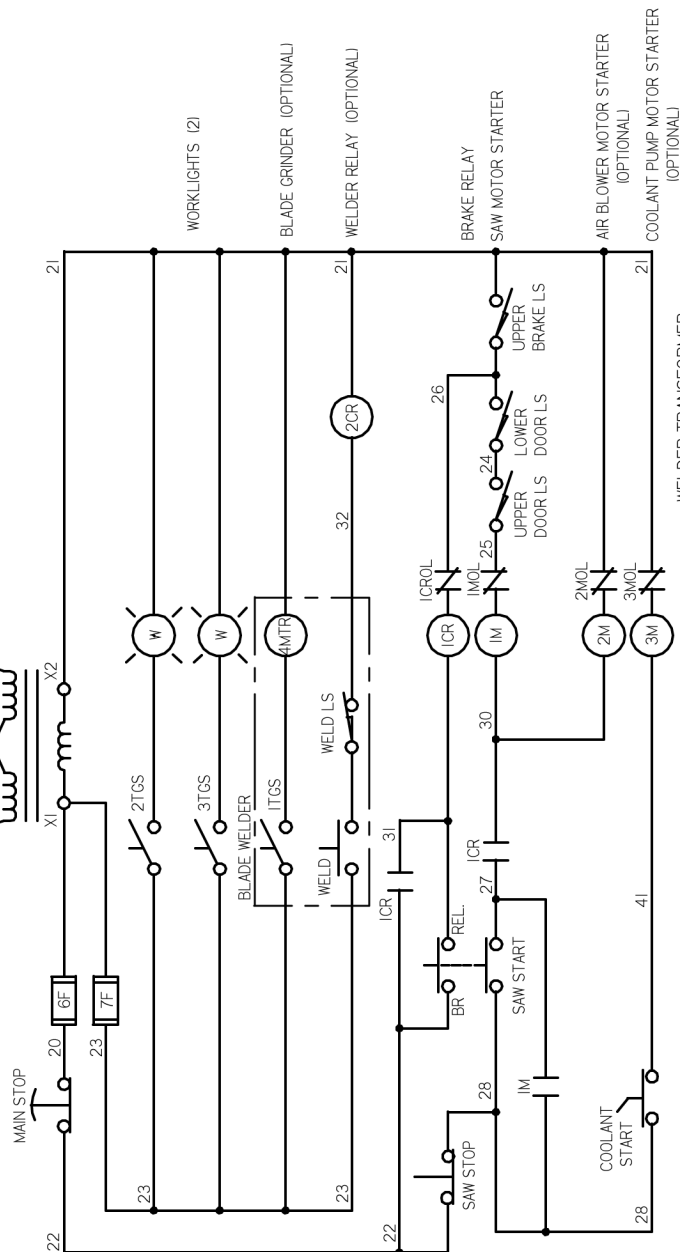 MAIN STOP
22
20
6F
23
7F
X1
X2
21
23
2TGS
W
3TGS
W
WORKLIGHTS (2)
BLADE WELDER
1TGS
4MTR
BLADE GRINDER (OPTIONAL)
23
WELD
WELD LS
32
2CR
21
WELDER RELAY (OPTIONAL)
1CR
31
22
BR
REL.
1CR
1CROL
26
BRAKE RELAY
SAW STOP
28
SAW START
27
1CR
30
1M
1MOL
25
UPPER
DOOR LS
24
LOWER
DOOR LS
UPPER
BRAKE LS
SAW MOTOR STARTER
1M
2M
2MOL
AIR BLOWER MOTOR STARTER
(OPTIONAL)
28
COOLANT
START
41
3M
3MOL
21
COOLANT PUMP MOTOR STARTER
(OPTIONAL)
WELDER TRANSFORMER